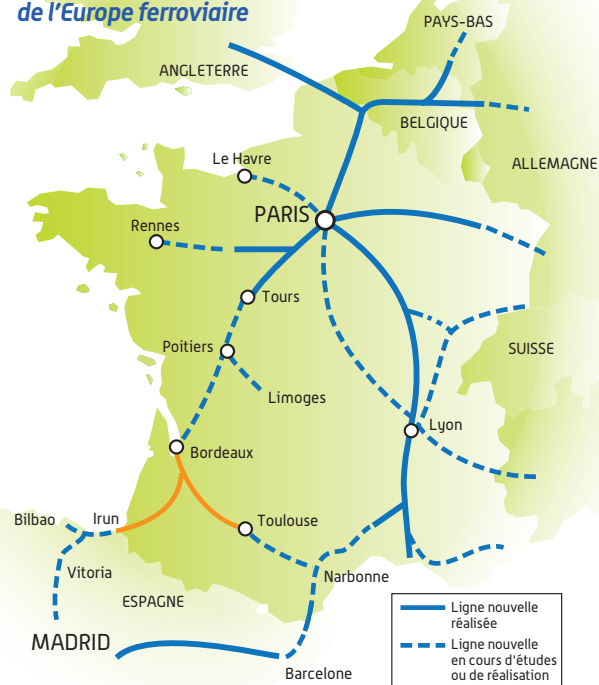 de l'Europe ferroviaire
PAYS-BAS
ANGLETERRE
BELGIQUE
Le Havre
ALLEMAGNE
PARIS
Rennes
Tours
Poitiers
SUISSE
Limoges
Lyon
Bordeaux
Bilbao
Irun
Toulouse
Vitoria
Narbonne
ESPAGNE
MADRID
Barcelone
Ligne nouvelle
réalisée
Ligne nouvelle
en cours d'études
ou de réalisation